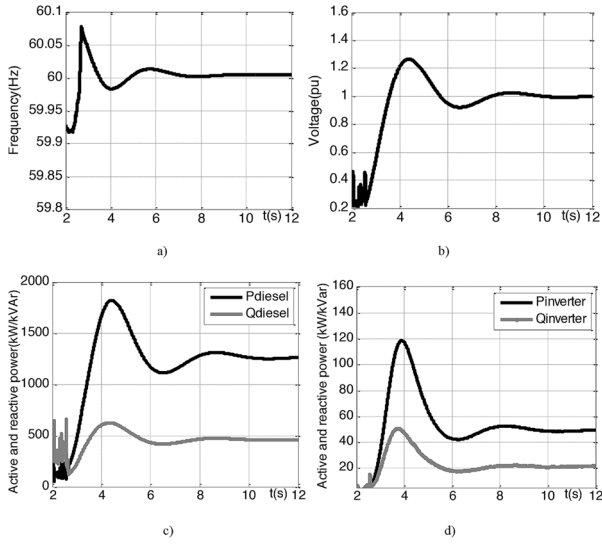 60.1
60.05
60
59.95
59.9
59.85
59.8
Frequency(Hz)
2 4 6 8 10 12
t(s)
a)
1.6
1.4
1.2
1
0.8
0.6
0.4
0.2
Voltage(pu)
2 4 6 8 10 12
t(s)
b)
2000
1500
1000
500
0
Active and reactive power(kW/kVAr)
Pdiesel
Qdiesel
2 4 6 8 10 12
t(s)
c)
160
140
120
100
80
60
40
20
Active and reactive power (kW/kVar)
Pinverter
Qinverter
2 4 6 8 10 12
t(s)
d)